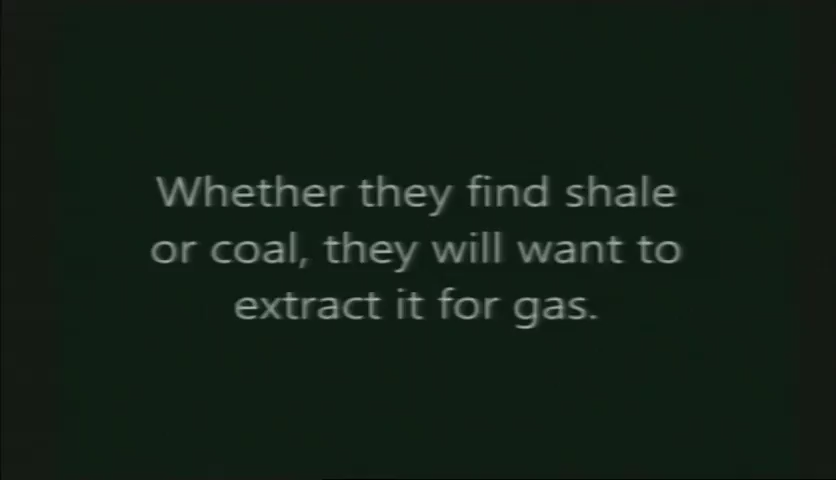 Whether they find shale
or coal, they will want to
extract it for gas.